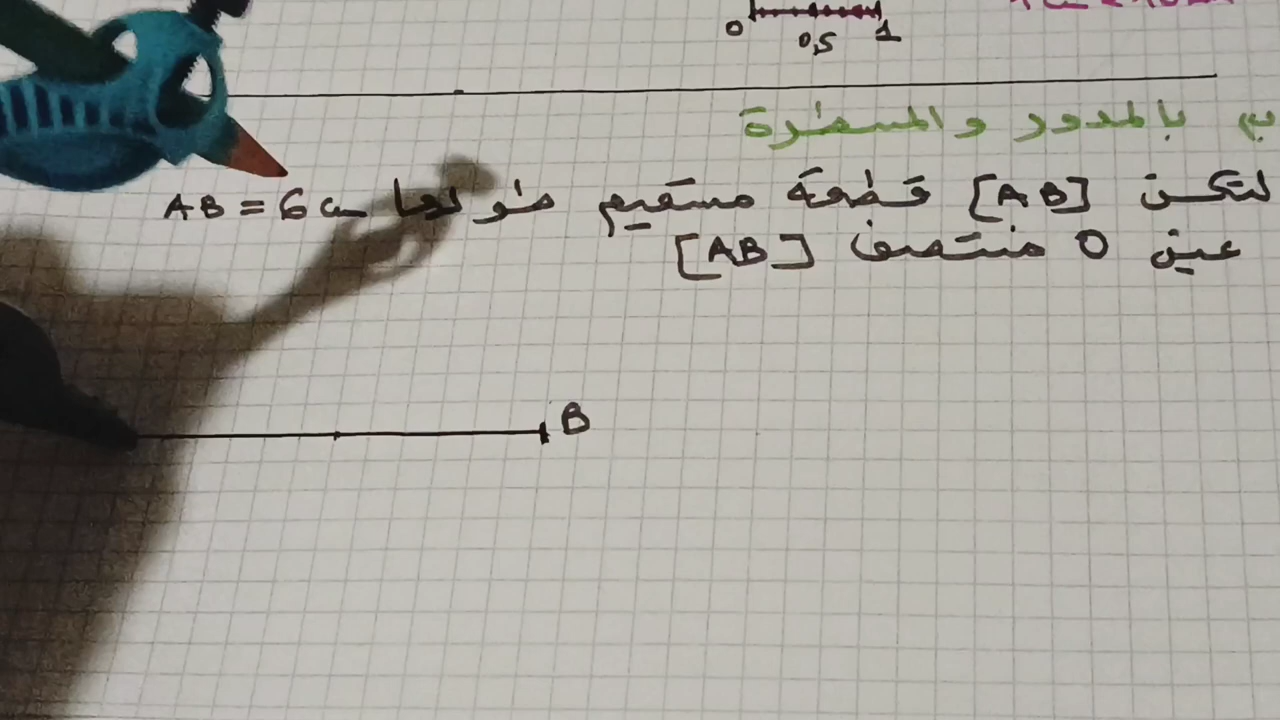 0 0,5 1
بالمدور والمسطرة
لتكن [AB] قطعة مستقيم طولها AB = 6 cm
عين O منتصف [AB]
B